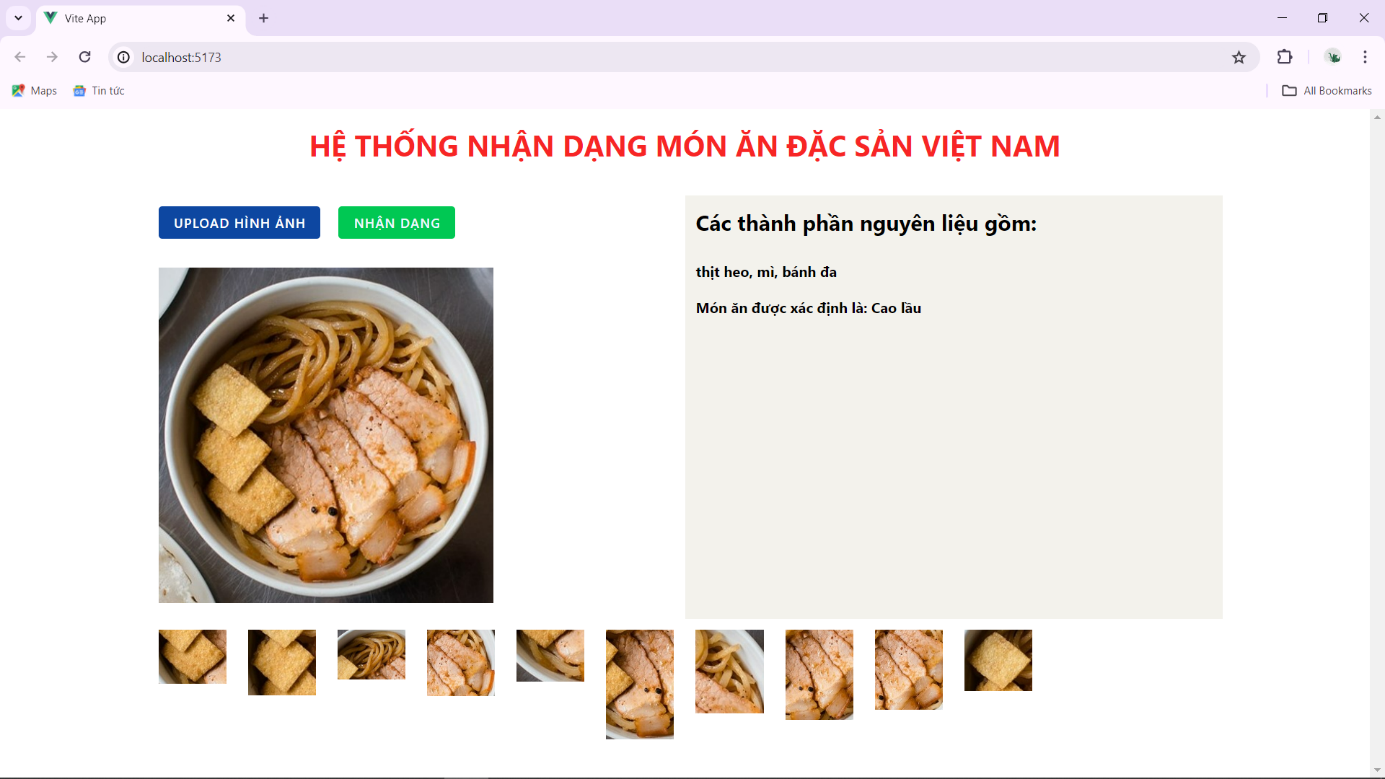 Vite App
localhost:5173
Maps
Tin tức
All Bookmarks
HỆ THỐNG NHẬN DẠNG MÓN ĂN ĐẶC SẢN VIỆT NAM
UPLOAD HÌNH ẢNH
NHẬN DẠNG
Các thành phần nguyên liệu gồm:
thịt heo, mì, bánh đa
Món ăn được xác định là: Cao lầu